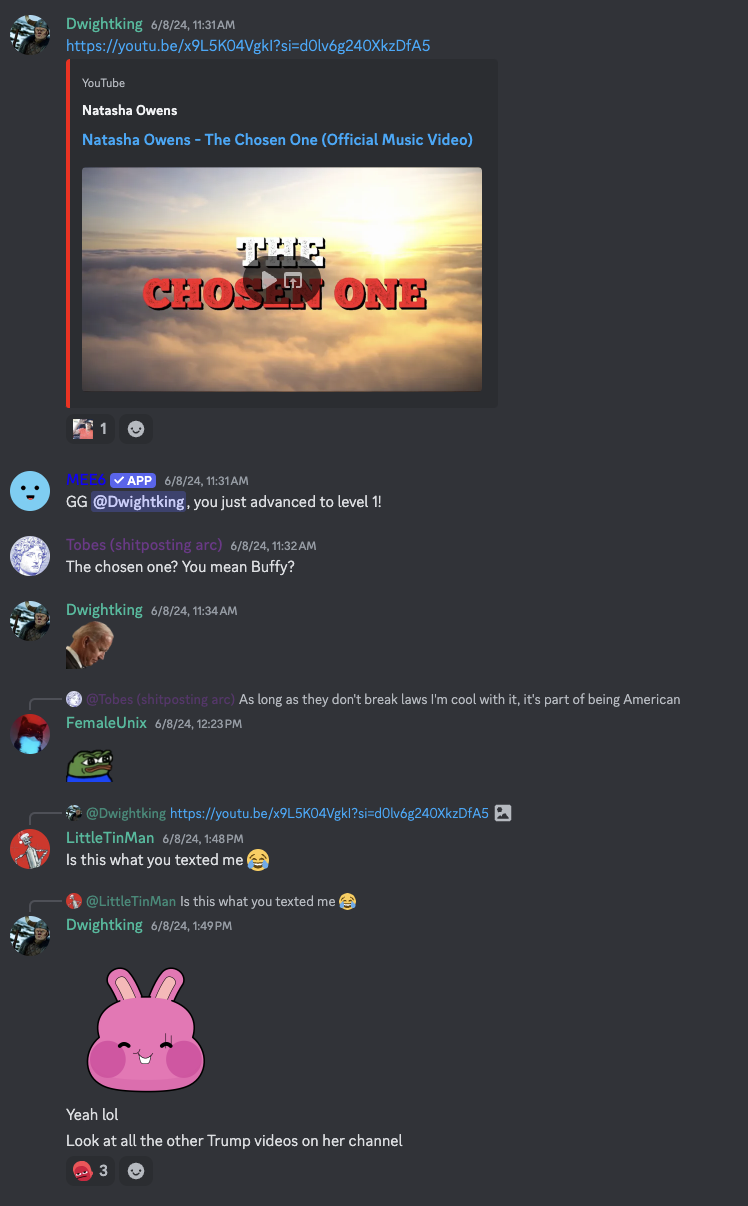 Dwightking 6/8/24, 11:31 AM
https://youtu.be/x9L5K04VgkI?si=d0lv6g240XkzDfA5
YouTube
Natasha Owens
Natasha Owens - The Chosen One (Official Music Video)
THE
CHOSEN ONE
1
MEE6 APP 6/8/24, 11:31 AM
GG @Dwightking, you just advanced to level 1!
Tobes (shitposting arc) 6/8/24, 11:32 AM
The chosen one? You mean Buffy?
Dwightking 6/8/24, 11:34 AM
@Tobes (shitposting arc) As long as they don't break laws I'm cool with it, it's part of being American
FemaleUnix 6/8/24, 12:23 PM
@Dwightking https://youtu.be/x9L5K04VgkI?si=d0lv6g240XkzDfA5
LittleTinMan 6/8/24, 1:48 PM
Is this what you texted me 😂
@LittleTinMan Is this what you texted me 😂
Dwightking 6/8/24, 1:49 PM
Yeah lol
Look at all the other Trump videos on her channel
3